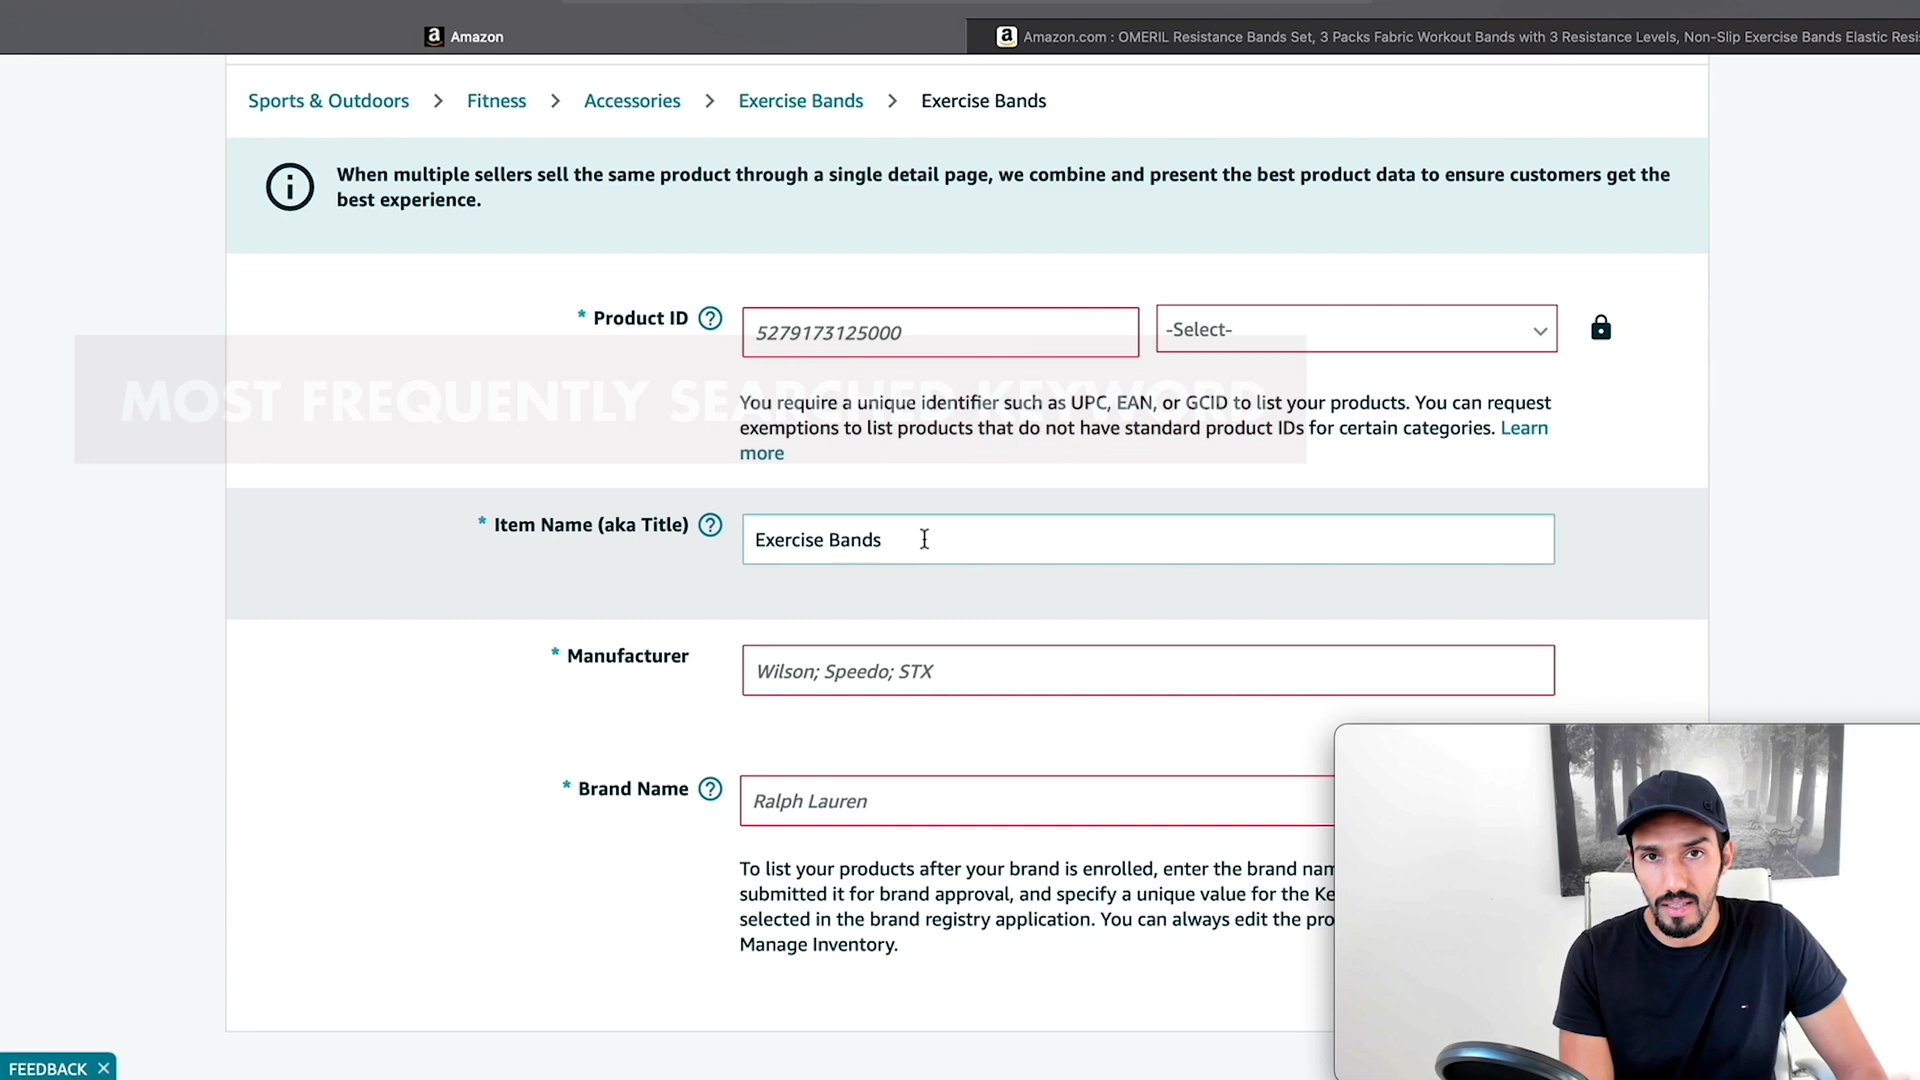 Amazon
Amazon.com : OMERIL Resistance Bands Set, 3 Packs Fabric Workout Bands with 3 Resistance Levels, Non-Slip Exercise Bands Elastic Resi
Sports & Outdoors > Fitness > Accessories > Exercise Bands > Exercise Bands
When multiple sellers sell the same product through a single detail page, we combine and present the best product data to ensure customers get the
best experience.
* Product ID ? 5279173125000 -Select-
MOST FREQUENTLY SEARCHED KEYWORD
You require a unique identifier such as UPC, EAN, or GCID to list your products. You can request
exemptions to list products that do not have standard product IDs for certain categories. Learn
more
* Item Name (aka Title) ? Exercise Bands
* Manufacturer Wilson; Speedo; STX
* Brand Name ? Ralph Lauren
To list your products after your brand is enrolled, enter the brand nam
submitted it for brand approval, and specify a unique value for the Ke
selected in the brand registry application. You can always edit the pro
Manage Inventory.
FEEDBACK ×